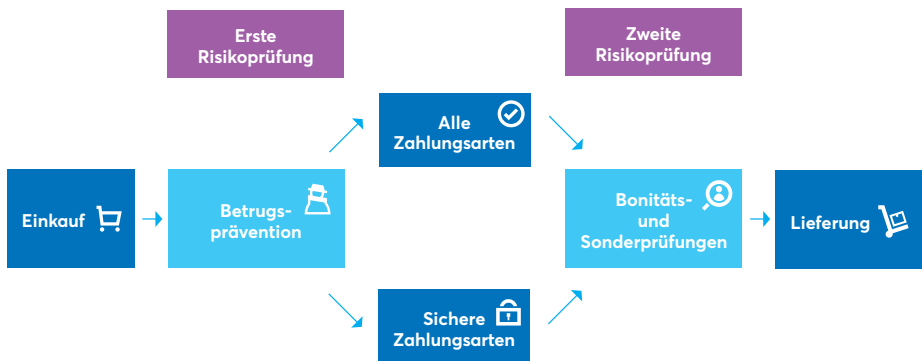 Erste
Risikoprüfung
Zweite
Risikoprüfung
Alle
Zahlungsarten
Einkauf
Betrugs-
prävention
Bonitäts-
und
Sonderprüfungen
Lieferung
Sichere
Zahlungsarten